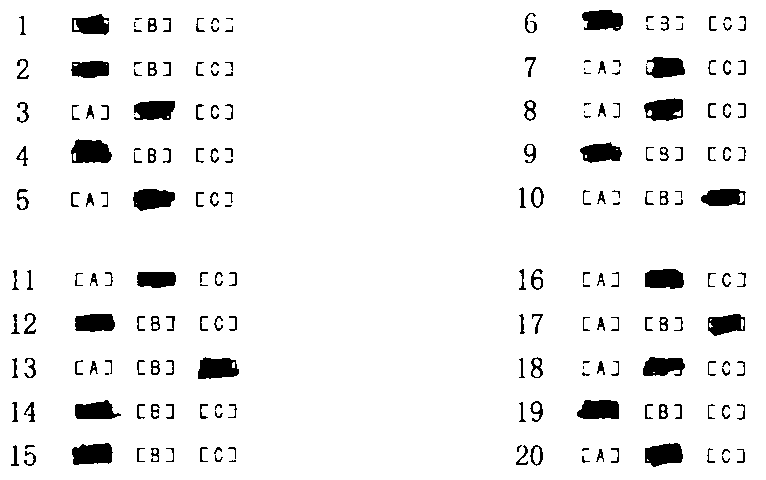 1 [B] [C]
2 [B] [C]
3 [A] [C]
4 [B] [C]
5 [A] [C]
6 [B] [C]
7 [A] [C]
8 [A] [C]
9 [B] [C]
10 [A] [B]
11 [A] [C]
12 [B] [C]
13 [A] [B]
14 [B] [C]
15 [B] [C]
16 [A] [C]
17 [A] [B]
18 [A] [C]
19 [B] [C]
20 [A] [C]